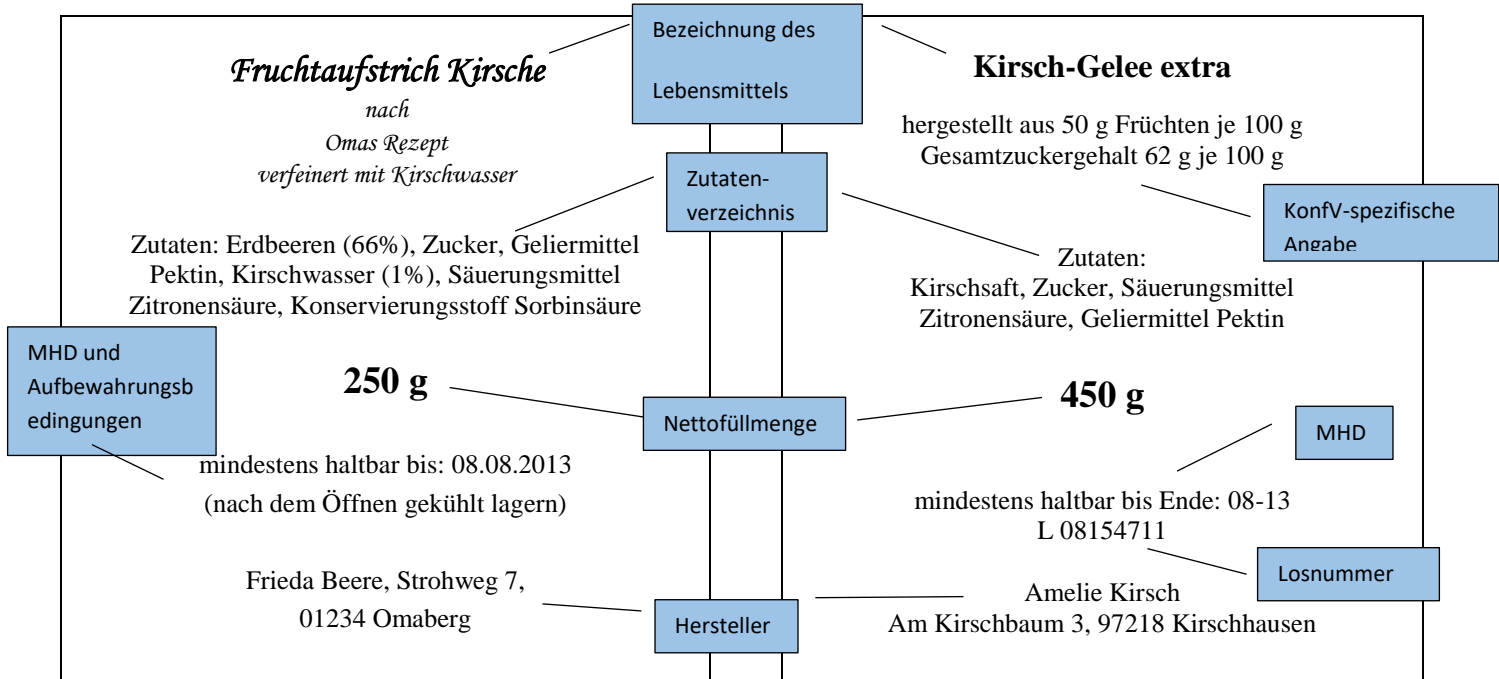 Bezeichnung des
Lebensmittels
Fruchtaufstrich Kirsche
nach
Omas Rezept
verfeinert mit Kirschwasser
Kirsch-Gelee extra
hergestellt aus 50 g Früchten je 100 g
Gesamtzuckergehalt 62 g je 100 g
Zutaten-
verzeichnis
KonfV-spezifische
Angabe
Zutaten: Erdbeeren (66%), Zucker, Geliermittel
Pektin, Kirschwasser (1%), Säuerungsmittel
Zitronensäure, Konservierungsstoff Sorbinsäure
Zutaten:
Kirschsaft, Zucker, Säuerungsmittel
Zitronensäure, Geliermittel Pektin
MHD und
Aufbewahrungsb
edingungen
250 g
Nettofüllmenge
450 g
MHD
mindestens haltbar bis: 08.08.2013
(nach dem Öffnen gekühlt lagern)
mindestens haltbar bis Ende: 08-13
L 08154711
Losnummer
Frieda Beere, Strohweg 7,
01234 Omaberg
Hersteller
Amelie Kirsch
Am Kirschbaum 3, 97218 Kirschhausen